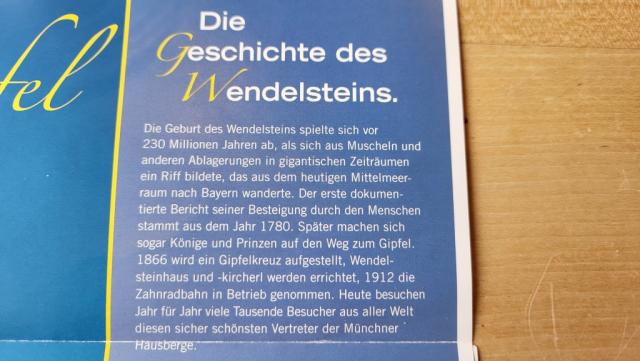 fel
Die
Geschichte des
Wendelsteins.
Die Geburt des Wendelsteins spielte sich vor
230 Millionen Jahren ab, als sich aus Muscheln und
anderen Ablagerungen in gigantischen Zeiträumen
ein Riff bildete, das aus dem heutigen Mittelmeer-
raum nach Bayern wanderte. Der erste dokumen-
tierte Bericht seiner Besteigung durch den Menschen
stammt aus dem Jahr 1780. Später machen sich
sogar Könige und Prinzen auf den Weg zum Gipfel.
1866 wird ein Gipfelkreuz aufgestellt, Wendel-
steinhaus und -kircherl werden errichtet, 1912 die
Zahnradbahn in Betrieb genommen. Heute besuchen
Jahr für Jahr viele Tausende Besucher aus aller Welt
diesen sicher schönsten Vertreter der Münchner
Hausberge.